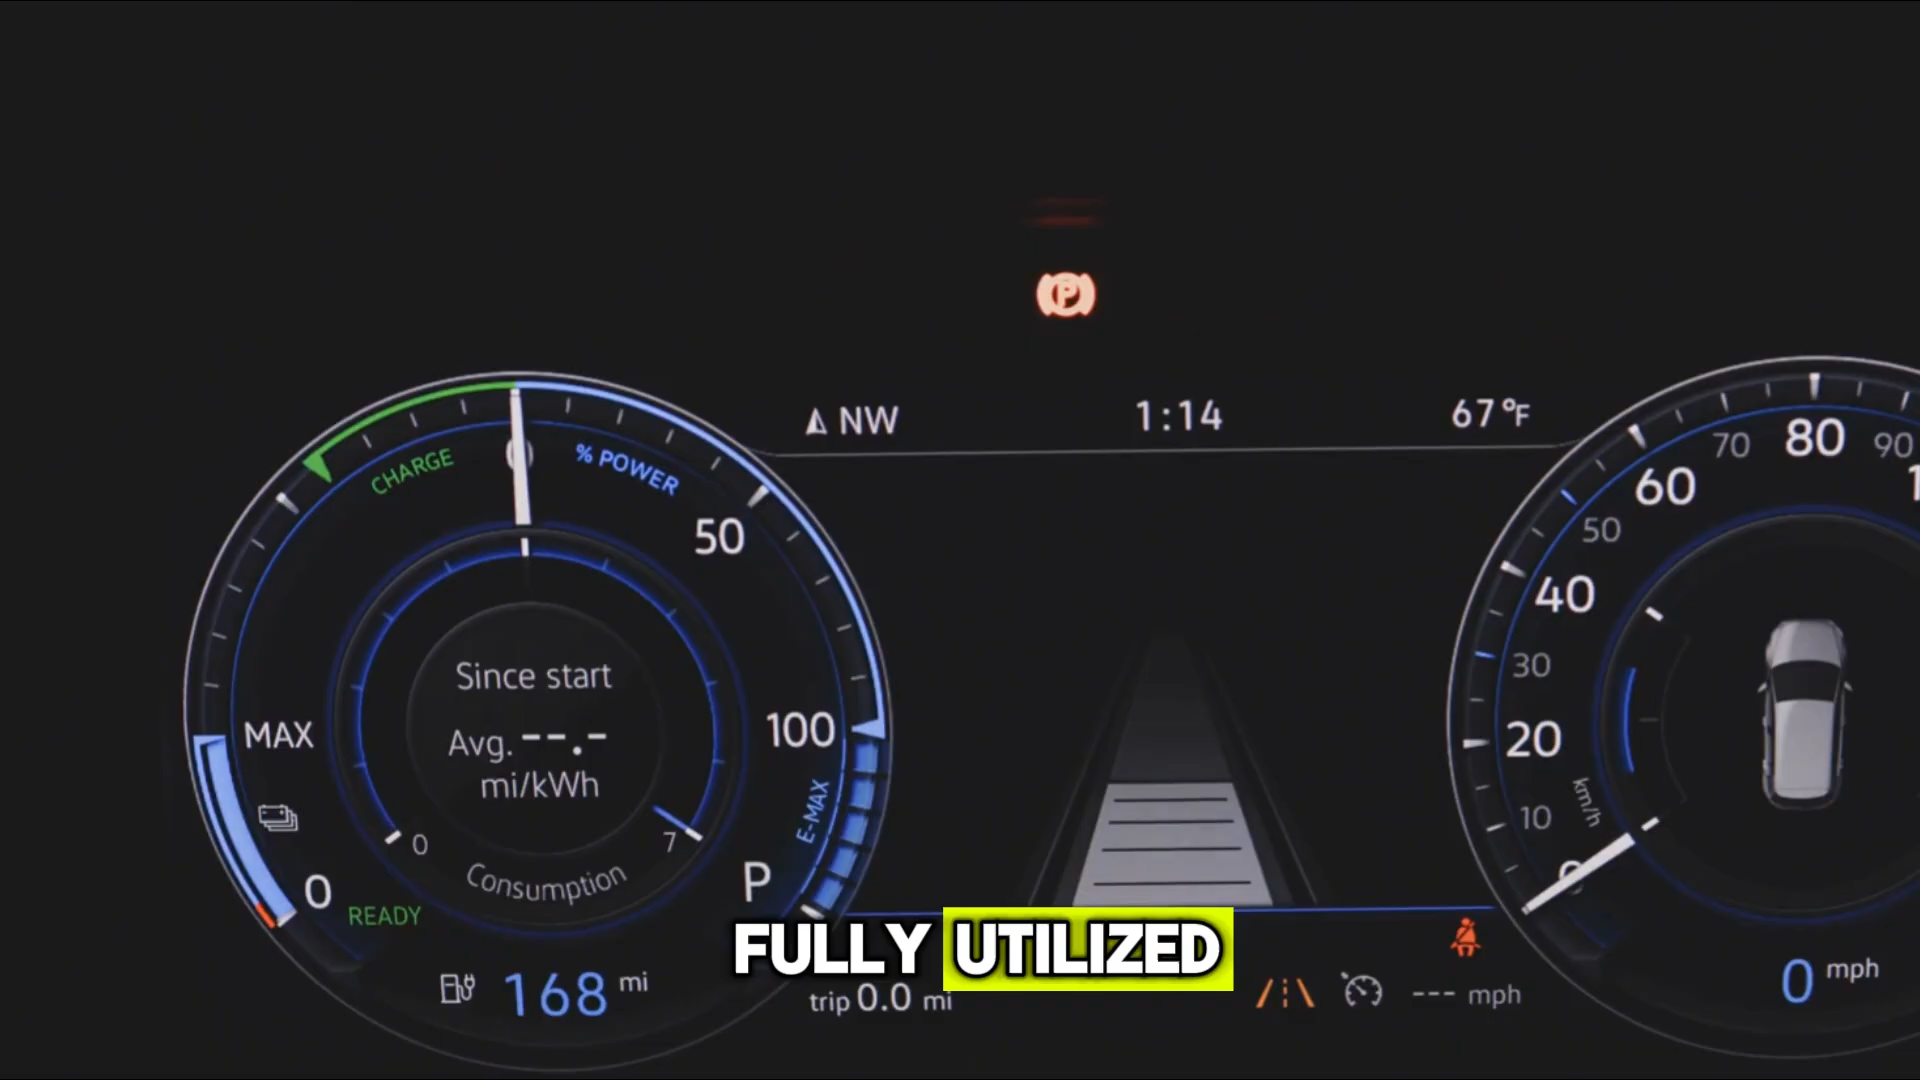 P
NW
1:14
67°F
CHARGE
% POWER
50
MAX
100
0
READY
P
E-MAX
Since start
Avg. --.-
mi/kWh
0
7
Consumption
168 mi
trip 0.0 mi
FULLY UTILIZED
--- mph
90
80
70
60
50
40
30
20
10
0
km/h
0 mph